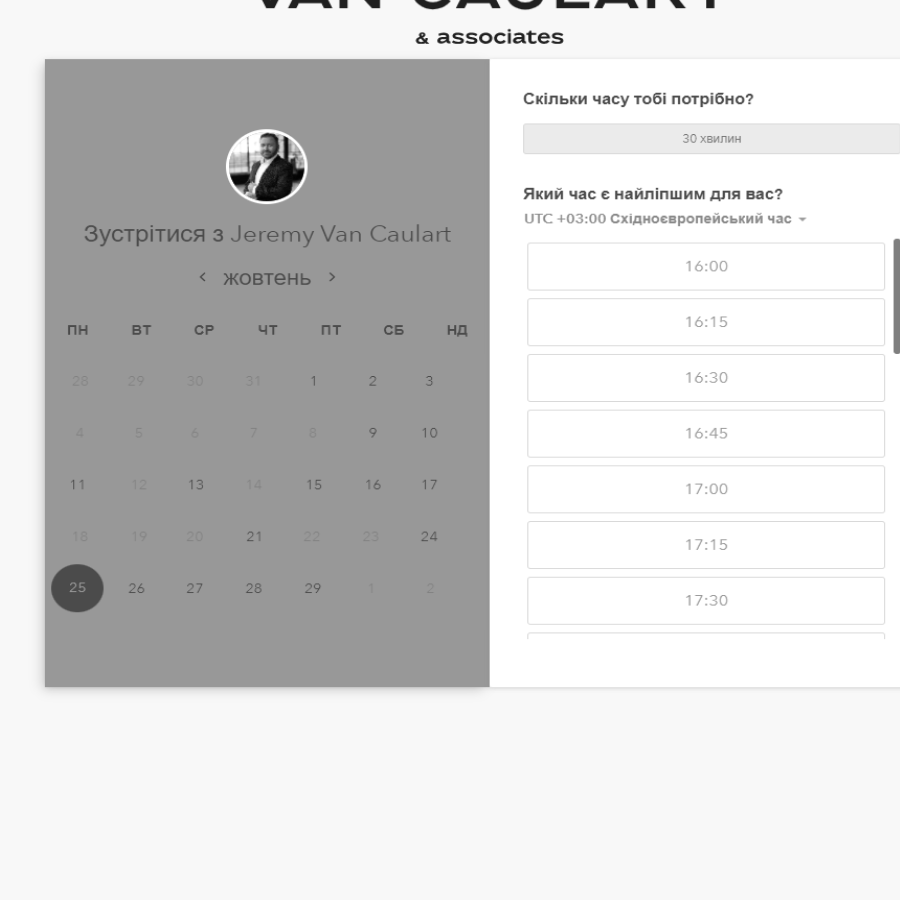 VAN CAULART
& associates
Зустрітися з Jeremy Van Caulart
жовтень
ПН ВТ СР ЧТ ПТ СБ НД
28 29 30 31 1 2 3
4 5 6 7 8 9 10
11 12 13 14 15 16 17
18 19 20 21 22 23 24
25 26 27 28 29 1 2
Скільки часу тобі потрібно?
30 хвилин
Який час є найліпшим для вас?
UTC +03:00 Східноєвропейський час
16:00
16:15
16:30
16:45
17:00
17:15
17:30